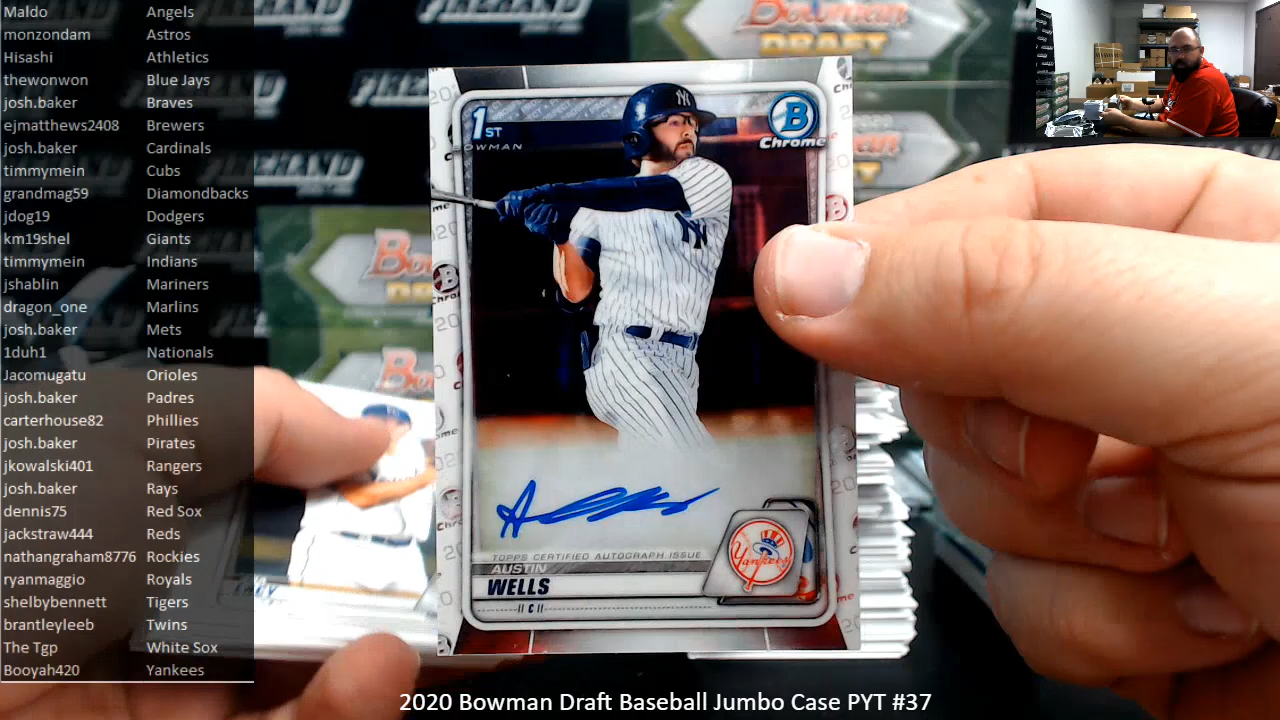 Maldo Angels
monzondam Astros
Hisashi Athletics
thewonwon Blue Jays
josh.baker Braves
ejmatthews2408 Brewers
josh.baker Cardinals
timmymein Cubs
grandmag59 Diamondbacks
jdog19 Dodgers
km19shel Giants
timmymein Indians
jshablin Mariners
dragon_one Marlins
josh.baker Mets
1duh1 Nationals
Jacomugatu Orioles
josh.baker Padres
carterhouse82 Phillies
josh.baker Pirates
jkowalski401 Rangers
josh.baker Rays
dennis75 Red Sox
jackstraw444 Reds
nathangraham8776 Rockies
ryanmaggio Royals
shelbybennett Tigers
brantleyleeb Twins
The Tgp White Sox
Booyah420 Yankees
Bowman
DRAFT
FIREHAND
1ST
BOWMAN
B
Chrome
NY
TOPPS CERTIFIED AUTOGRAPH ISSUE
AUSTIN
WELLS
C
Yankees
2020 Bowman Draft Baseball Jumbo Case PYT #37